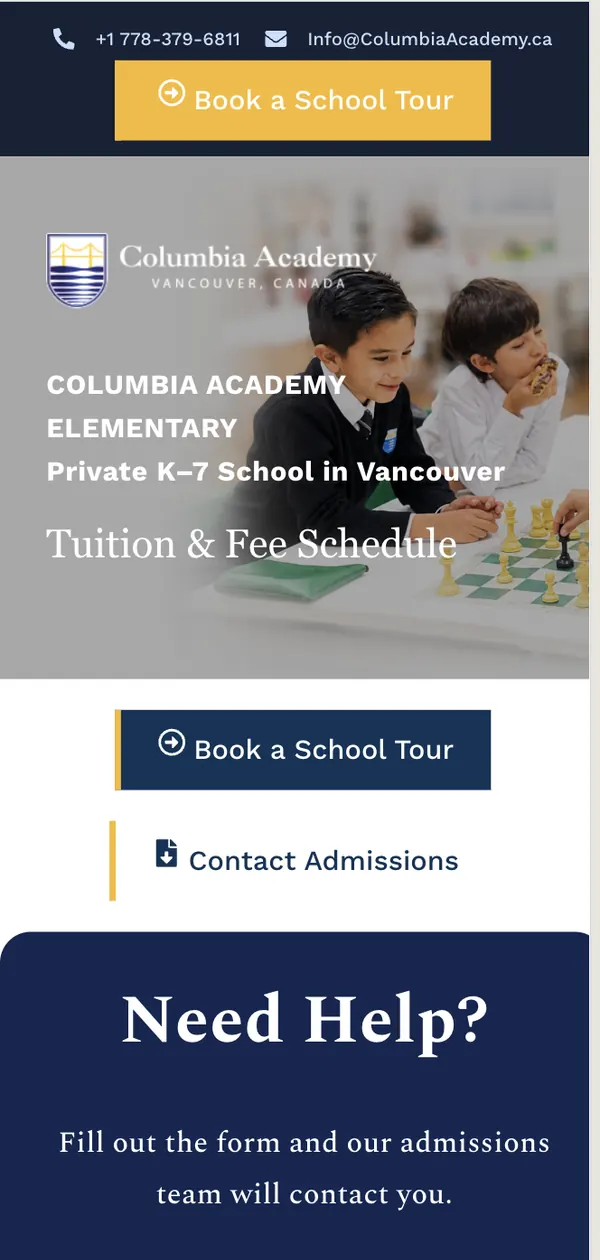 +1 778-379-6811 Info@ColumbiaAcademy.ca
Book a School Tour
Columbia Academy
VANCOUVER, CANADA
COLUMBIA ACADEMY
ELEMENTARY
Private K–7 School in Vancouver
Tuition & Fee Schedule
Book a School Tour
Contact Admissions
Need Help?
Fill out the form and our admissions
team will contact you.